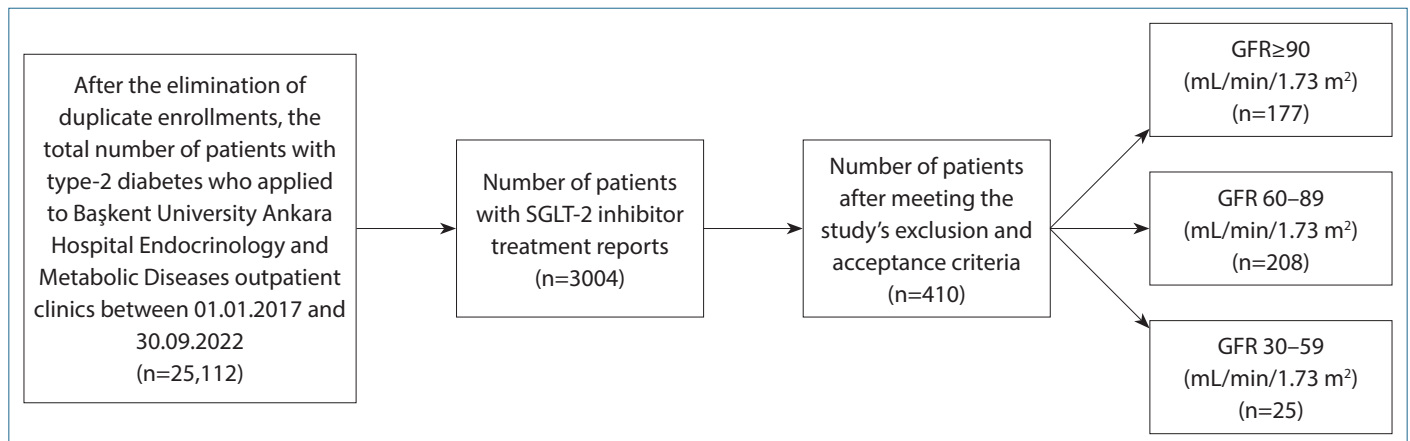 After the elimination of
duplicate enrollments, the
total number of patients with
type-2 diabetes who applied
to Başkent University Ankara
Hospital Endocrinology and
Metabolic Diseases outpatient
clinics between 01.01.2017 and
30.09.2022
(n=25,112)
Number of patients
with SGLT-2 inhibitor
treatment reports
(n=3004)
Number of patients
after meeting the
study’s exclusion and
acceptance criteria
(n=410)
GFR≥90
(mL/min/1.73 m²)
(n=177)
GFR 60–89
(mL/min/1.73 m²)
(n=208)
GFR 30–59
(mL/min/1.73 m²)
(n=25)